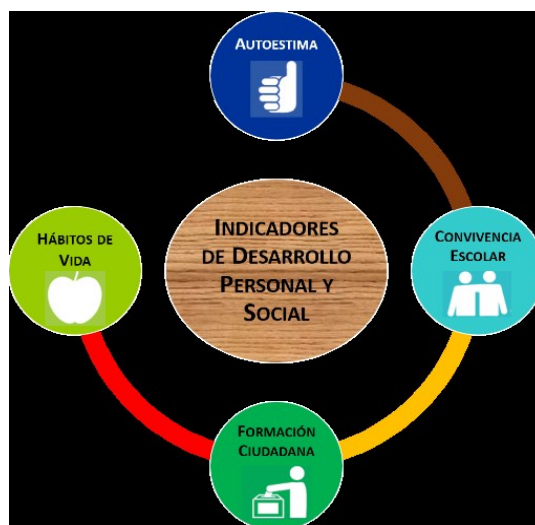 AUTOESTIMA
INDICADORES
DE DESARROLLO
PERSONAL Y
SOCIAL
CONVIVENCIA
ESCOLAR
FORMACIÓN
CIUDADANA
HÁBITOS DE
VIDA